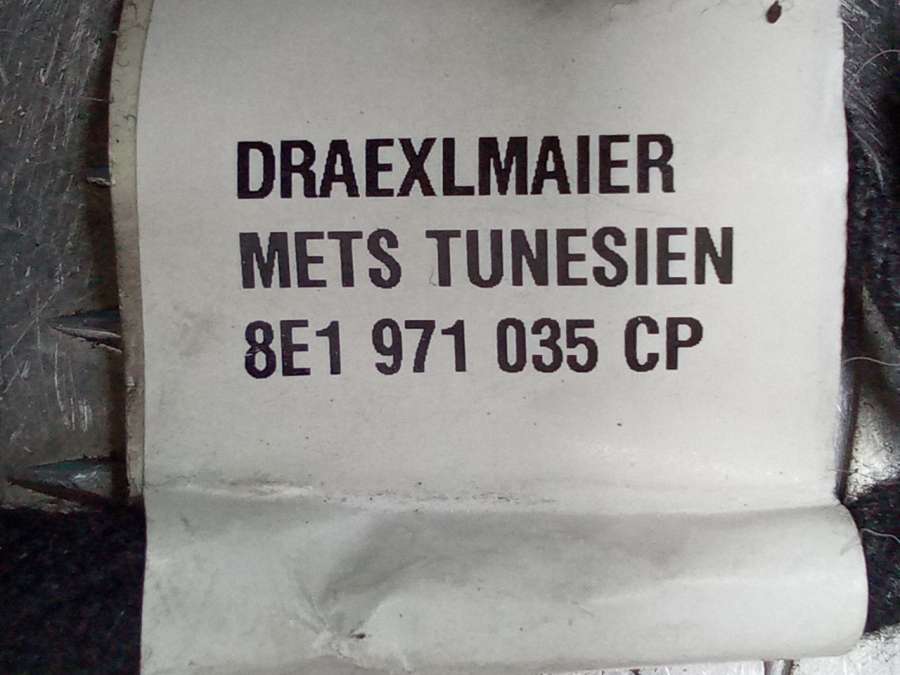 DRAEXLMAIER
METS TUNESIEN
8E1 971 035 CP